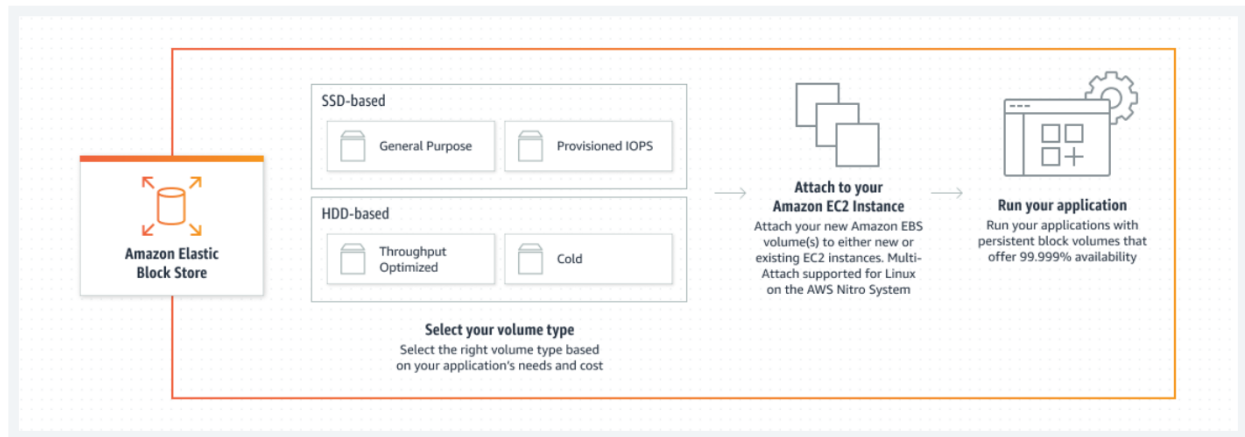 Amazon Elastic
Block Store
SSD-based
General Purpose
Provisioned IOPS
HDD-based
Throughput
Optimized
Cold
Select your volume type
Select the right volume type based
on your application's needs and cost
Attach to your
Amazon EC2 Instance
Attach your new Amazon EBS
volume(s) to either new or
existing EC2 instances. Multi-
Attach supported for Linux
on the AWS Nitro System
Run your application
Run your applications with
persistent block volumes that
offer 99.999% availability